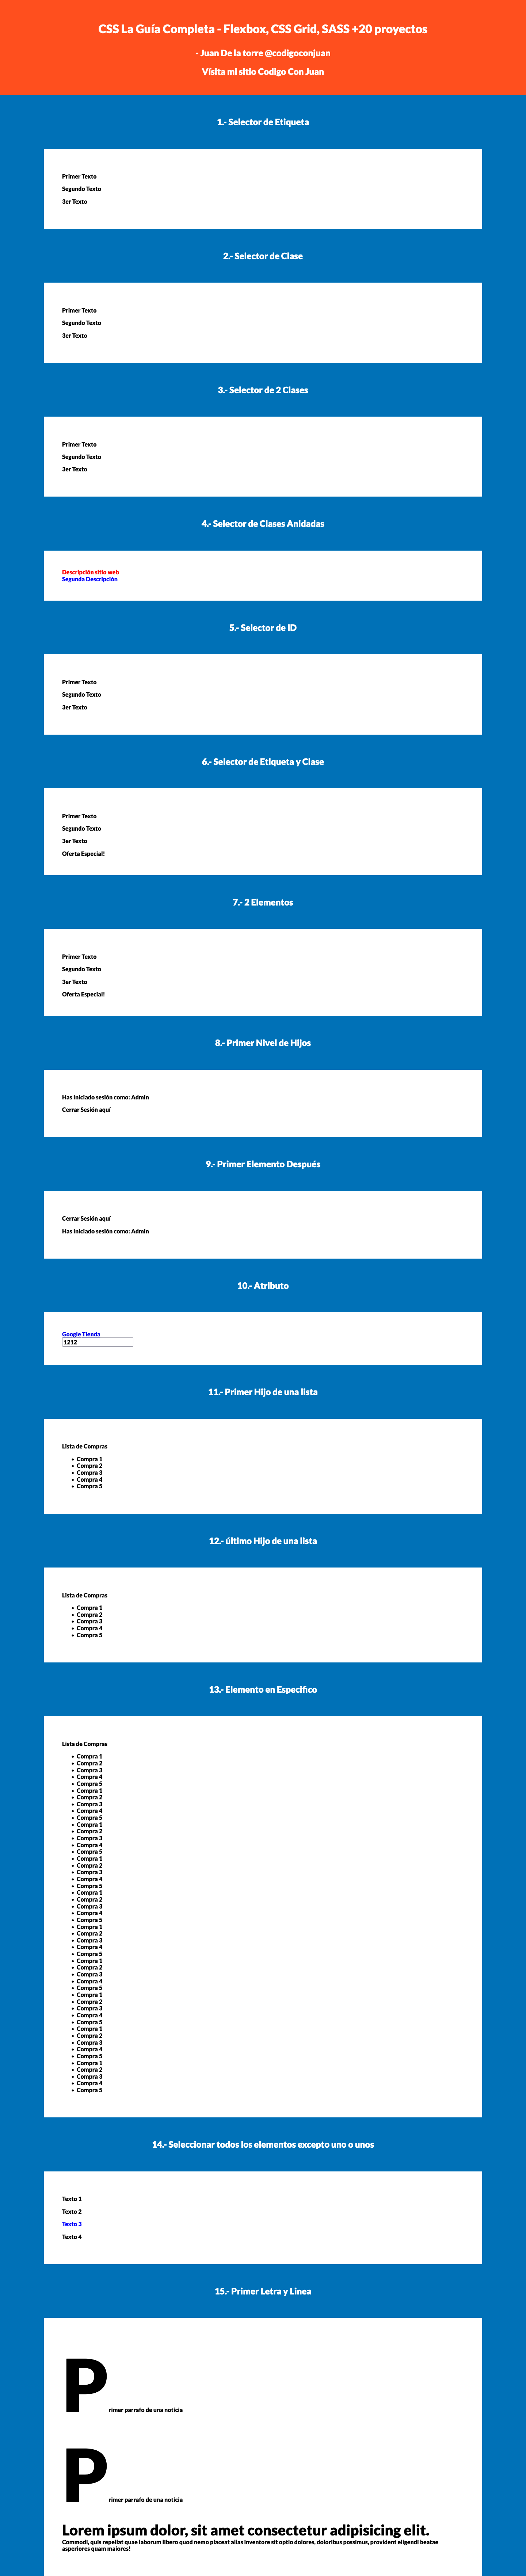 CSS La Guía Completa - Flexbox, CSS Grid, SASS +20 proyectos
- Juan De la torre @codigoconjuan
Vísita mi sitio Codigo Con Juan
1.- Selector de Etiqueta
Primer Texto
Segundo Texto
3er Texto
2.- Selector de Clase
Primer Texto
Segundo Texto
3er Texto
3.- Selector de 2 Clases
Primer Texto
Segundo Texto
3er Texto
4.- Selector de Clases Anidadas
Descripción sitio web
Segunda Descripción
5.- Selector de ID
Primer Texto
Segundo Texto
3er Texto
6.- Selector de Etiqueta y Clase
Primer Texto
Segundo Texto
3er Texto
Oferta Especial!
7.- 2 Elementos
Primer Texto
Segundo Texto
3er Texto
Oferta Especial!
8.- Primer Nivel de Hijos
Has Iniciado sesión como: Admin
Cerrar Sesión aquí
9.- Primer Elemento Después
Cerrar Sesión aquí
Has Iniciado sesión como: Admin
10.- Atributo
Google Tienda
1212
11.- Primer Hijo de una lista
Lista de Compras
• Compra 1
• Compra 2
• Compra 3
• Compra 4
• Compra 5
12.- último Hijo de una lista
Lista de Compras
• Compra 1
• Compra 2
• Compra 3
• Compra 4
• Compra 5
13.- Elemento en Especifico
Lista de Compras
• Compra 1
• Compra 2
• Compra 3
• Compra 4
• Compra 5
• Compra 1
• Compra 2
• Compra 3
• Compra 4
• Compra 5
• Compra 1
• Compra 2
• Compra 3
• Compra 4
• Compra 5
• Compra 1
• Compra 2
• Compra 3
• Compra 4
• Compra 5
• Compra 1
• Compra 2
• Compra 3
• Compra 4
• Compra 5
• Compra 1
• Compra 2
• Compra 3
• Compra 4
• Compra 5
• Compra 1
• Compra 2
• Compra 3
• Compra 4
• Compra 5
• Compra 1
• Compra 2
• Compra 3
• Compra 4
• Compra 5
• Compra 1
• Compra 2
• Compra 3
• Compra 4
• Compra 5
• Compra 1
• Compra 2
• Compra 3
• Compra 4
• Compra 5
14.- Seleccionar todos los elementos excepto uno o unos
Texto 1
Texto 2
Texto 3
Texto 4
15.- Primer Letra y Linea
Primer parrafo de una noticia
Primer parrafo de una noticia
Lorem ipsum dolor, sit amet consectetur adipisicing elit.
Commodi, quis repellat quae laborum libero quod nemo placeat alias inventore sit optio dolores, doloribus possimus, provident eligendi beatae
asperiores quam maiores!